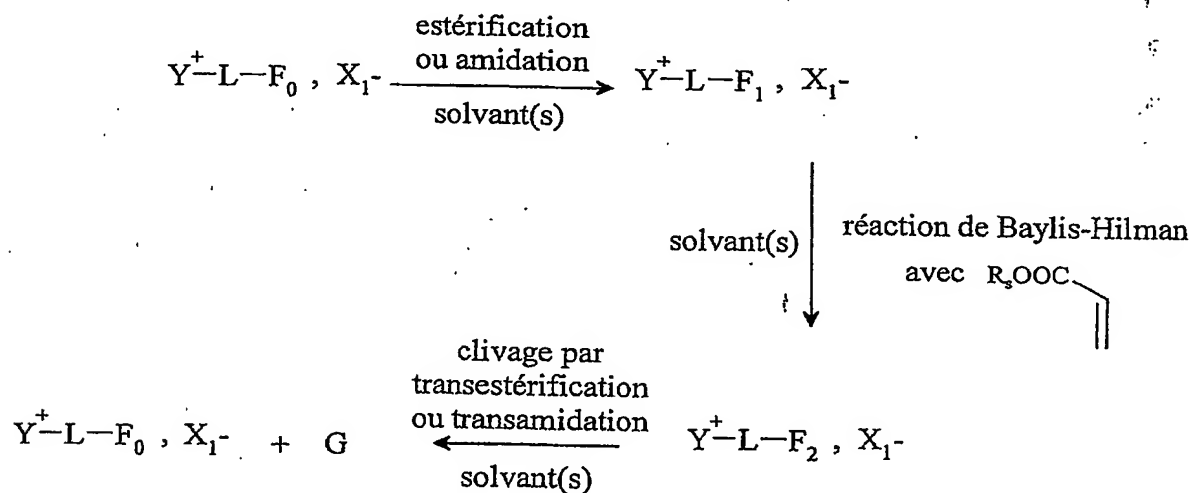 estérification
ou amidation
Y+—L—F0 , X1-
solvant(s)
Y+—L—F1 , X1-
solvant(s)
réaction de Baylis-Hilman
avec RsOOC
clivage par
transestérification
ou transamidation
Y+—L—F0 , X1- + G
solvant(s)
Y+—L—F2 , X1-